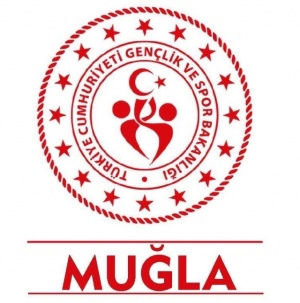 TÜRKİYE CUMHURİYETİ GENÇLİK VE SPOR BAKANLIĞI
MUĞLA